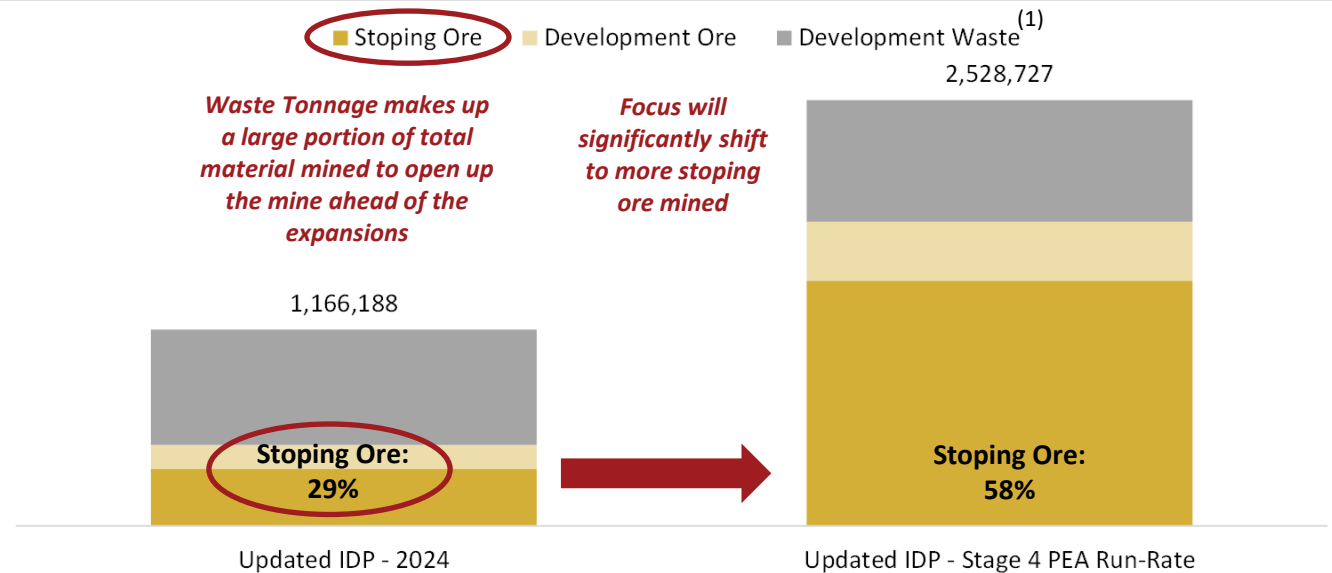 Stoping Ore
Development Ore
Development Waste(1)
2,528,727
Waste Tonnage makes up
a large portion of total
material mined to open up
the mine ahead of the
expansions
Focus will
significantly shift
to more stoping
ore mined
1,166,188
Stoping Ore:
29%
Stoping Ore:
58%
Updated IDP - 2024
Updated IDP - Stage 4 PEA Run-Rate